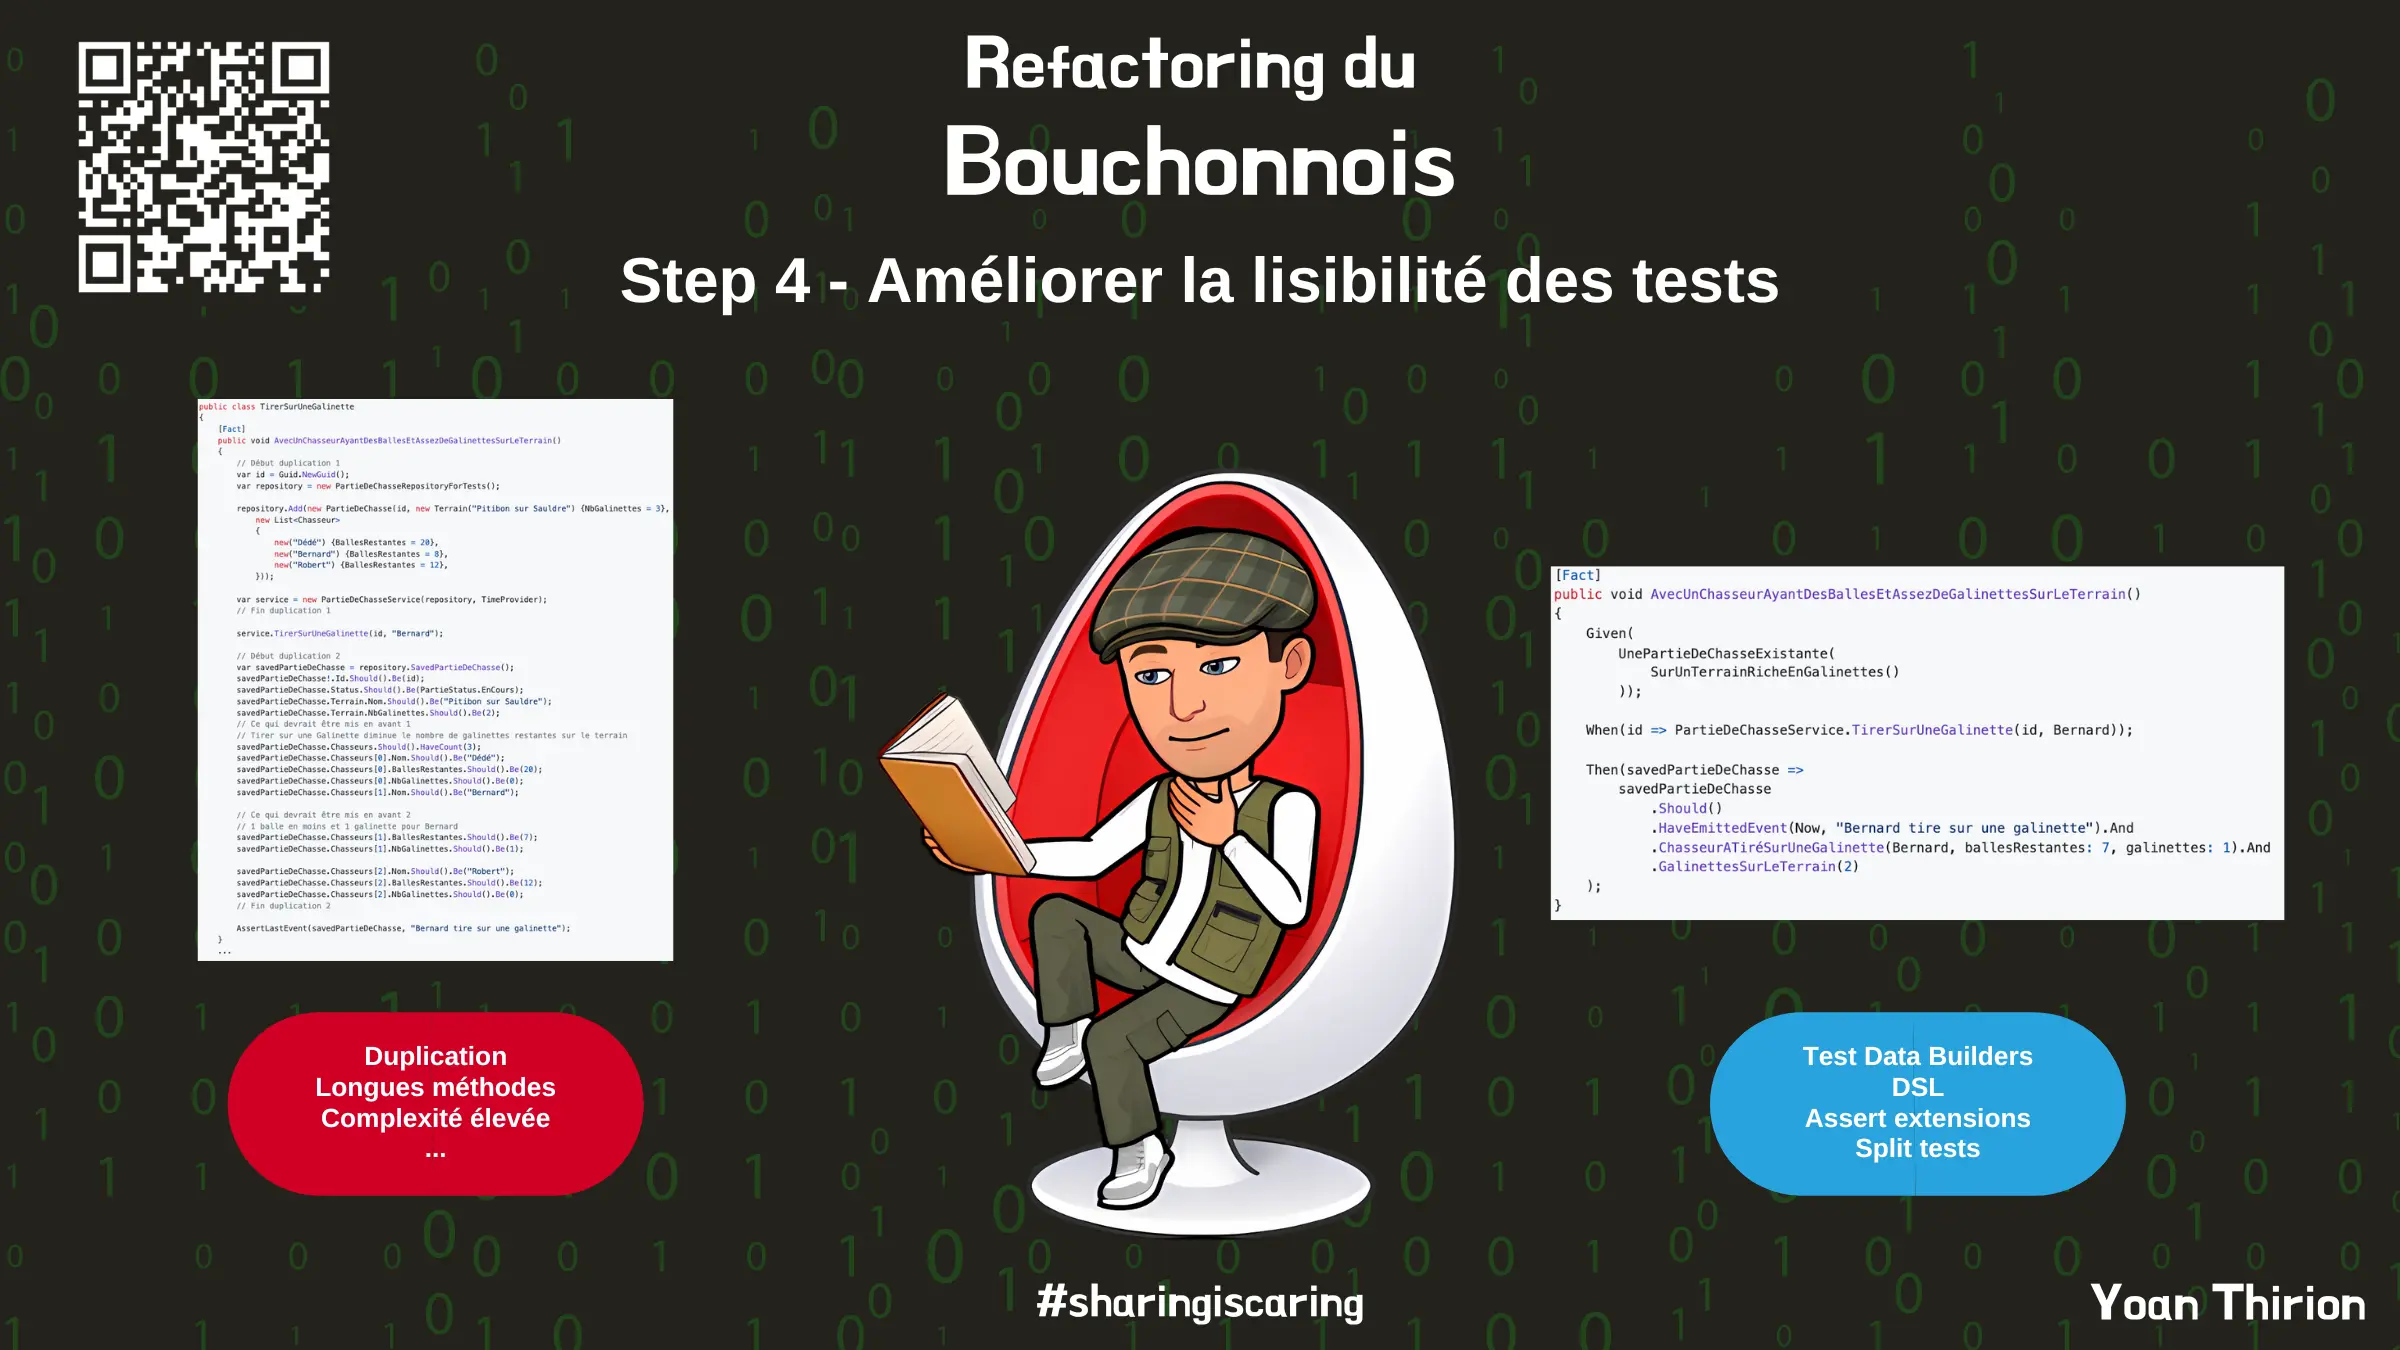 Refactoring du
Bouchonnois
Step 4 - Améliorer la lisibilité des tests
public class TirerSurUneGalinette
{
[Fact]
public void AvecUnChasseurAyantDesBallesEtAssezDeGalinettesSurLeTerrain()
{
// Début duplication 1
var id = Guid.NewGuid();
var repository = new PartieDeChasseRepositoryForTests();
repository.Add(new PartieDeChasse(id, new Terrain("Pitibon sur Sauldre") {NbGalinettes = 3},
new List<Chasseur>
{
new("Dédé") {BallesRestantes = 20},
new("Bernard") {BallesRestantes = 8},
new("Robert") {BallesRestantes = 12},
}));
var service = new PartieDeChasseService(repository, TimeProvider);
// Fin duplication 1
service.TirerSurUneGalinette(id, "Bernard");
// Début duplication 2
var savedPartieDeChasse = repository.SavedPartieDeChasse();
savedPartieDeChasse!.Id.Should().Be(id);
savedPartieDeChasse.Status.Should().Be(PartieStatus.EnCours);
savedPartieDeChasse.Terrain.Nom.Should().Be("Pitibon sur Sauldre");
savedPartieDeChasse.Terrain.NbGalinettes.Should().Be(2);
// Ce qui devrait être mis en avant 1
// Tirer sur une Galinette diminue le nombre de galinettes restantes sur le terrain
savedPartieDeChasse.Chasseurs.Should().HaveCount(3);
savedPartieDeChasse.Chasseurs[0].Nom.Should().Be("Dédé");
savedPartieDeChasse.Chasseurs[0].BallesRestantes.Should().Be(20);
savedPartieDeChasse.Chasseurs[0].NbGalinettes.Should().Be(0);
savedPartieDeChasse.Chasseurs[1].Nom.Should().Be("Bernard");
// Ce qui devrait être mis en avant 2
// 1 balle en moins et 1 galinette pour Bernard
savedPartieDeChasse.Chasseurs[1].BallesRestantes.Should().Be(7);
savedPartieDeChasse.Chasseurs[1].NbGalinettes.Should().Be(1);
savedPartieDeChasse.Chasseurs[2].Nom.Should().Be("Robert");
savedPartieDeChasse.Chasseurs[2].BallesRestantes.Should().Be(12);
savedPartieDeChasse.Chasseurs[2].NbGalinettes.Should().Be(0);
// Fin duplication 2
AssertLastEvent(savedPartieDeChasse, "Bernard tire sur une galinette");
}
...
Duplication
Longues méthodes
Complexité élevée
...
[Fact]
public void AvecUnChasseurAyantDesBallesEtAssezDeGalinettesSurLeTerrain()
{
Given(
UnePartieDeChasseExistante(
SurUnTerrainRicheEnGalinettes()
));
When(id => PartieDeChasseService.TirerSurUneGalinette(id, Bernard));
Then(savedPartieDeChasse =>
savedPartieDeChasse
.Should()
.HaveEmittedEvent(Now, "Bernard tire sur une galinette").And
.ChasseurATiréSurUneGalinette(Bernard, ballesRestantes: 7, galinettes: 1).And
.GalinettesSurLeTerrain(2)
);
}
Test Data Builders
DSL
Assert extensions
Split tests
#sharingiscaring
Yoan Thirion